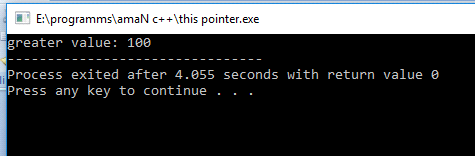 E:\programms\amaN c++\this pointer.exe
greater value: 100
--------------------------------
Process exited after 4.055 seconds with return value 0
Press any key to continue . . .